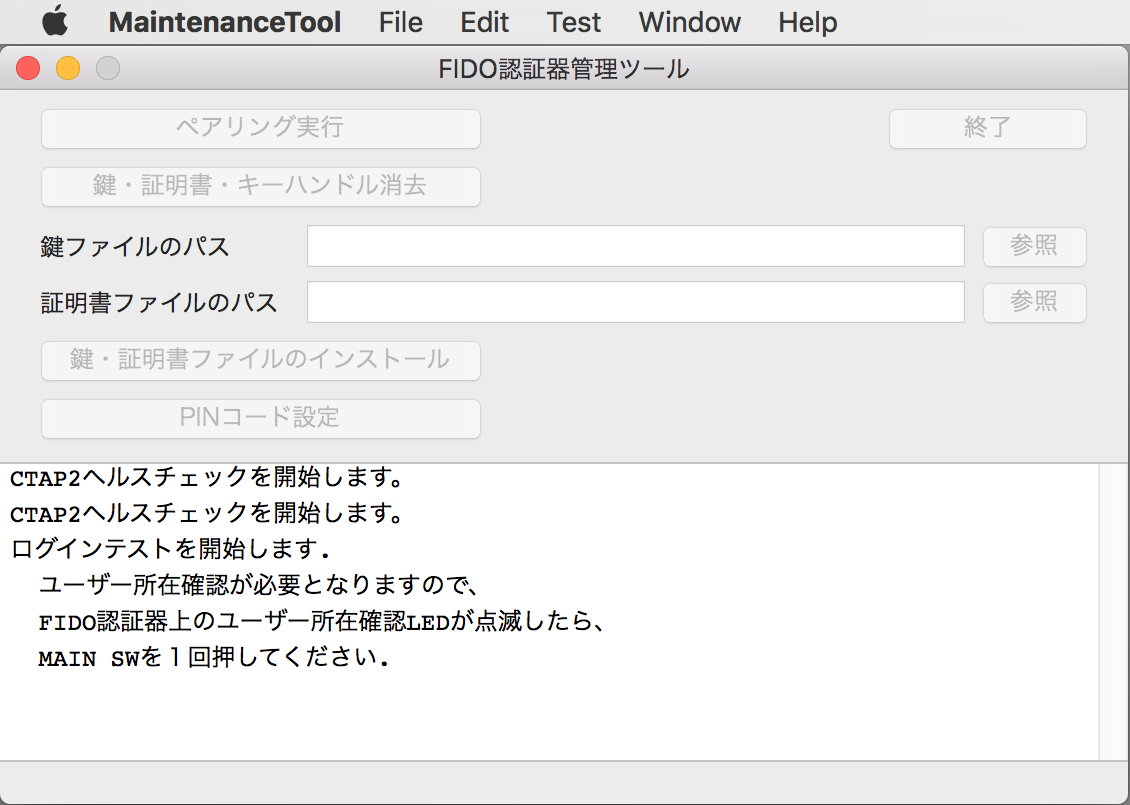 MaintenanceTool File Edit Test Window Help
FIDO認証器管理ツール
ペアリング実行 終了
鍵・証明書・キーハンドル消去
鍵ファイルのパス 参照
証明書ファイルのパス 参照
鍵・証明書ファイルのインストール
PINコード設定
CTAP2ヘルスチェックを開始します。
CTAP2ヘルスチェックを開始します。
ログインテストを開始します.
ユーザー所在確認が必要となりますので、
FIDO認証器上のユーザー所在確認LEDが点滅したら、
MAIN SWを１回押してください.